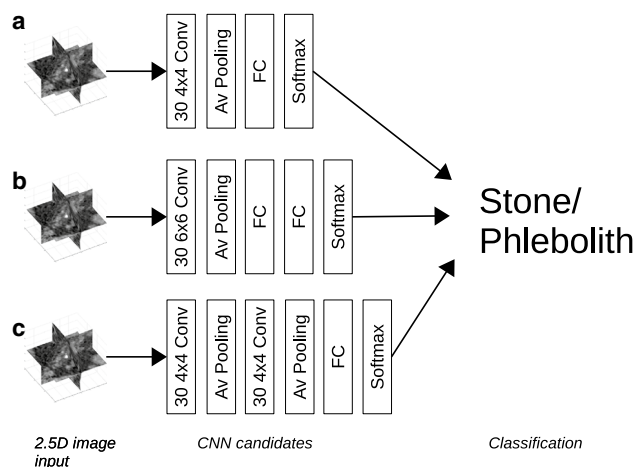 a
30 4x4 Conv
Av Pooling
FC
Softmax
b
30 6x6 Conv
Av Pooling
FC
FC
Softmax
Stone/
Phlebolith
c
30 4x4 Conv
Av Pooling
30 4x4 Conv
Av Pooling
FC
Softmax
2.5D image
input
CNN candidates
Classification